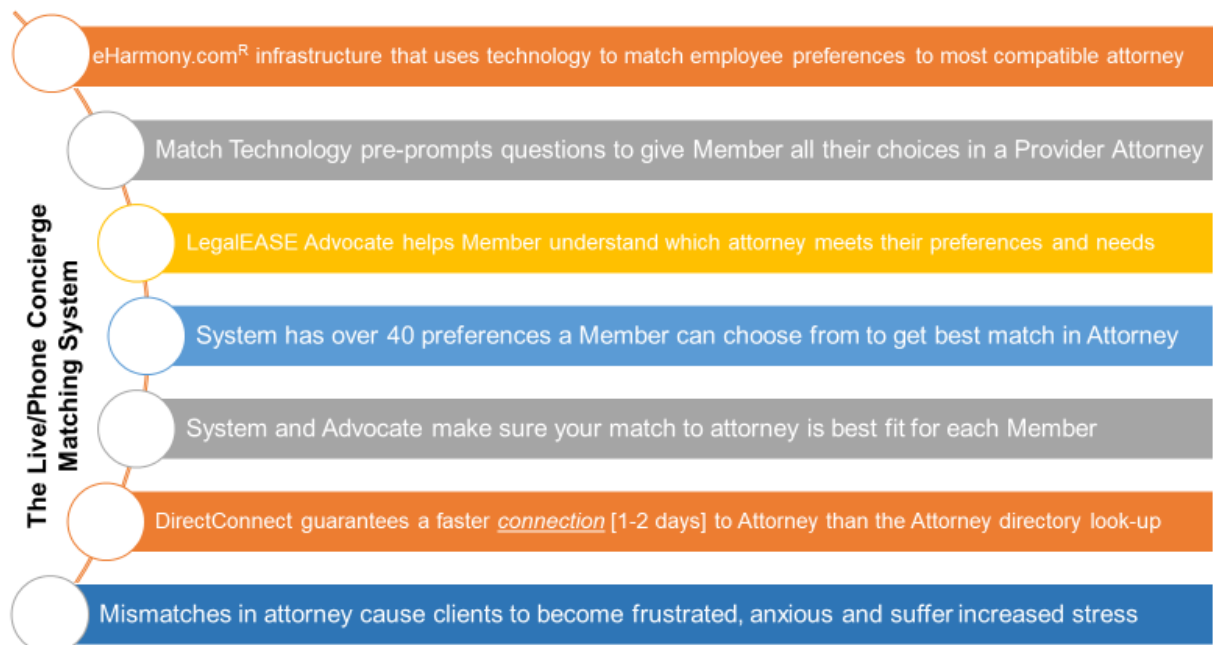 eHarmony.comR infrastructure that uses technology to match employee preferences to most compatible attorney
Match Technology pre-prompts questions to give Member all their choices in a Provider Attorney
LegalEASE Advocate helps Member understand which attorney meets their preferences and needs
System has over 40 preferences a Member can choose from to get best match in Attorney
System and Advocate make sure your match to attorney is best fit for each Member
DirectConnect guarantees a faster connection [1-2 days] to Attorney than the Attorney directory look-up
Mismatches in attorney cause clients to become frustrated, anxious and suffer increased stress
The Live/Phone Concierge
Matching System